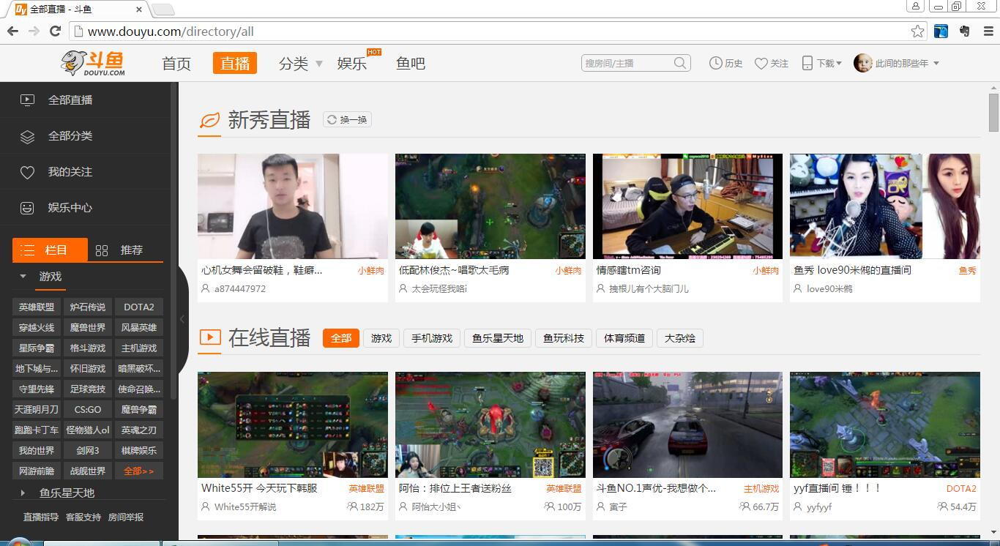 全部直播 - 斗鱼
www.douyu.com/directory/all
斗鱼
DOUYU.COM
首页
直播
分类
娱乐
HOT
鱼吧
搜房间/主播
历史
关注
下载
此间的那些年
全部直播
全部分类
我的关注
娱乐中心
栏目
推荐
游戏
英雄联盟 炉石传说 DOTA2
穿越火线 魔兽世界 风暴英雄
星际争霸 格斗游戏 主机游戏
地下城与... 怀旧游戏 暗黑破坏...
守望先锋 足球竞技 使命召唤...
天涯明月刀 CS:GO 魔兽争霸
跑跑卡丁车 怪物猎人ol 英魂之刃
我的世界 剑网3 棋牌娱乐
网游前瞻 战舰世界 全部>>
鱼乐星天地
直播指导 客服支持 房间举报
新秀直播
换一换
心机女舞会留破鞋，鞋癖... 小鲜肉
a874447972
低配林俊杰~唱歌太毛病 小鲜肉
太会玩怪我咯i
情感瞎tm咨询 小鲜肉
拽根儿有个大脑门儿
鱼秀 love90米鸺的直播间 鱼秀
love90米鸺
在线直播
全部 游戏 手机游戏 鱼乐星天地 鱼玩科技 体育频道 大杂烩
White55开 今天玩下韩服 英雄联盟
White55开解说 182万
阿怡：排位上王者送粉丝 英雄联盟
阿怡大小姐丶 100万
斗鱼NO.1声优-我想做个... 主机游戏
寅子 66.7万
yyf直播间 锤！！！ DOTA2
yyfyyf 54.4万